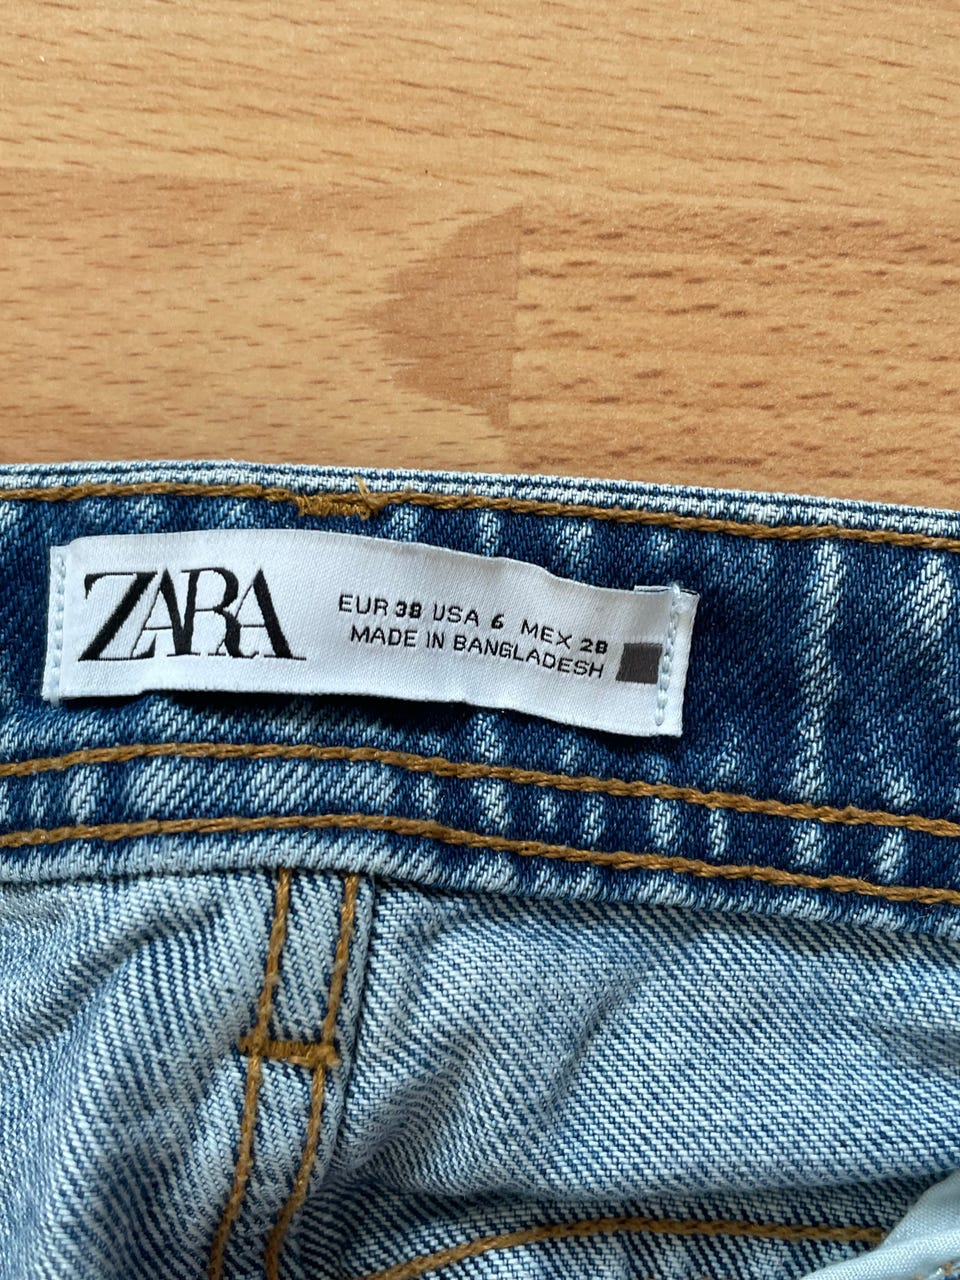 ZARA
EUR 38 USA 6 MEX 28
MADE IN BANGLADESH